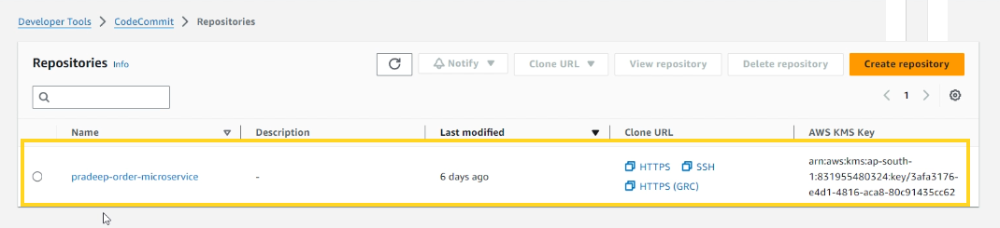 Developer Tools > CodeCommit > Repositories
Repositories Info
Notify Clone URL View repository Delete repository Create repository
1
Name Description Last modified Clone URL AWS KMS Key
pradeep-order-microservice - 6 days ago HTTPS SSH
HTTPS (GRC)
arn:aws:kms:ap-south-
1:831955480324:key/3afa3176-
e4d1-4816-aca8-80c91435cc62